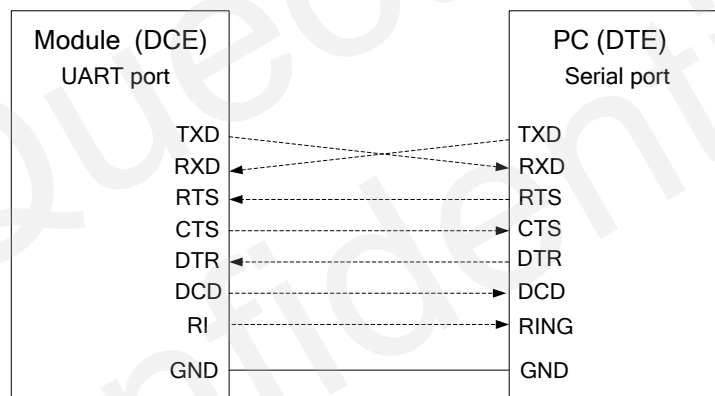 Module (DCE)
UART port
TXD
RXD
RTS
CTS
DTR
DCD
RI
GND
PC (DTE)
Serial port
TXD
RXD
RTS
CTS
DTR
DCD
RING
GND